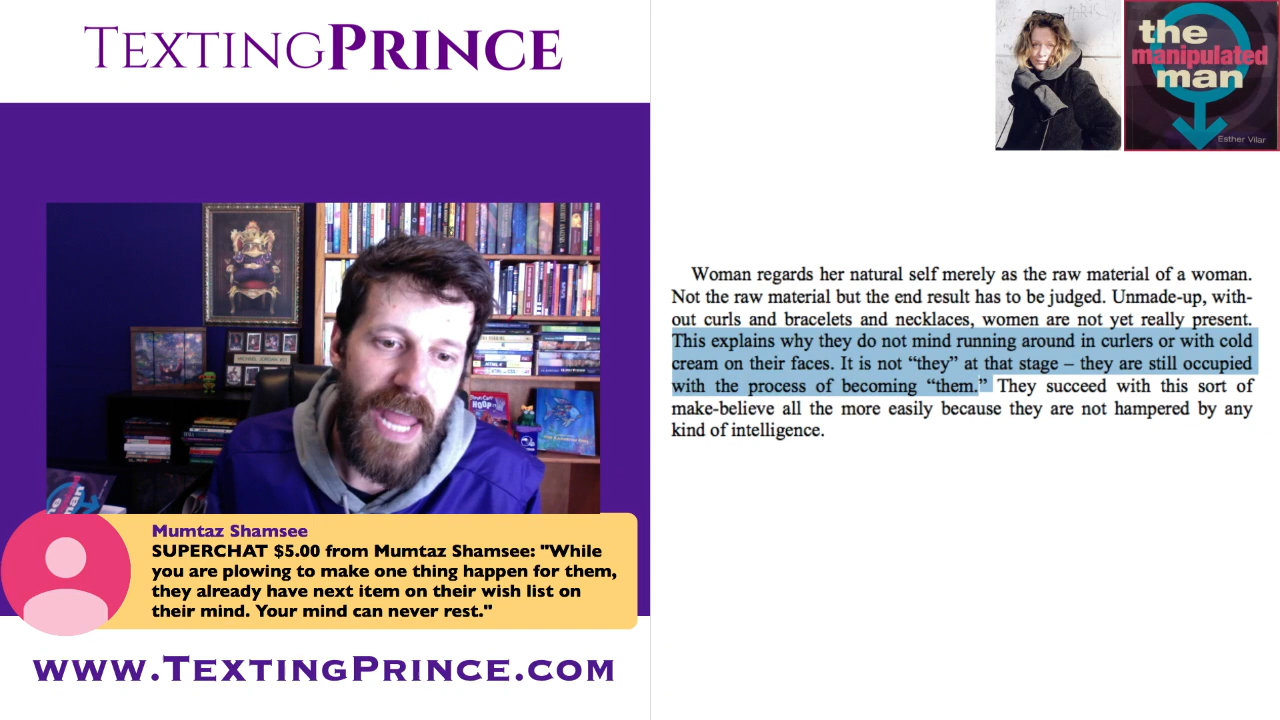 TEXTINGPRINCE
the
manipulated
man
Esther Vilar
MICHAEL JORDAN
Woman regards her natural self merely as the raw material of a woman.
Not the raw material but the end result has to be judged. Unmade-up, with-
out curls and bracelets and necklaces, women are not yet really present.
This explains why they do not mind running around in curlers or with cold
cream on their faces. It is not “they” at that stage – they are still occupied
with the process of becoming “them.” They succeed with this sort of
make-believe all the more easily because they are not hampered by any
kind of intelligence.
the
man
Mumtaz Shamsee
SUPERCHAT $5.00 from Mumtaz Shamsee: "While
you are plowing to make one thing happen for them,
they already have next item on their wish list on
their mind. Your mind can never rest."
WWW.TEXTINGPRINCE.COM